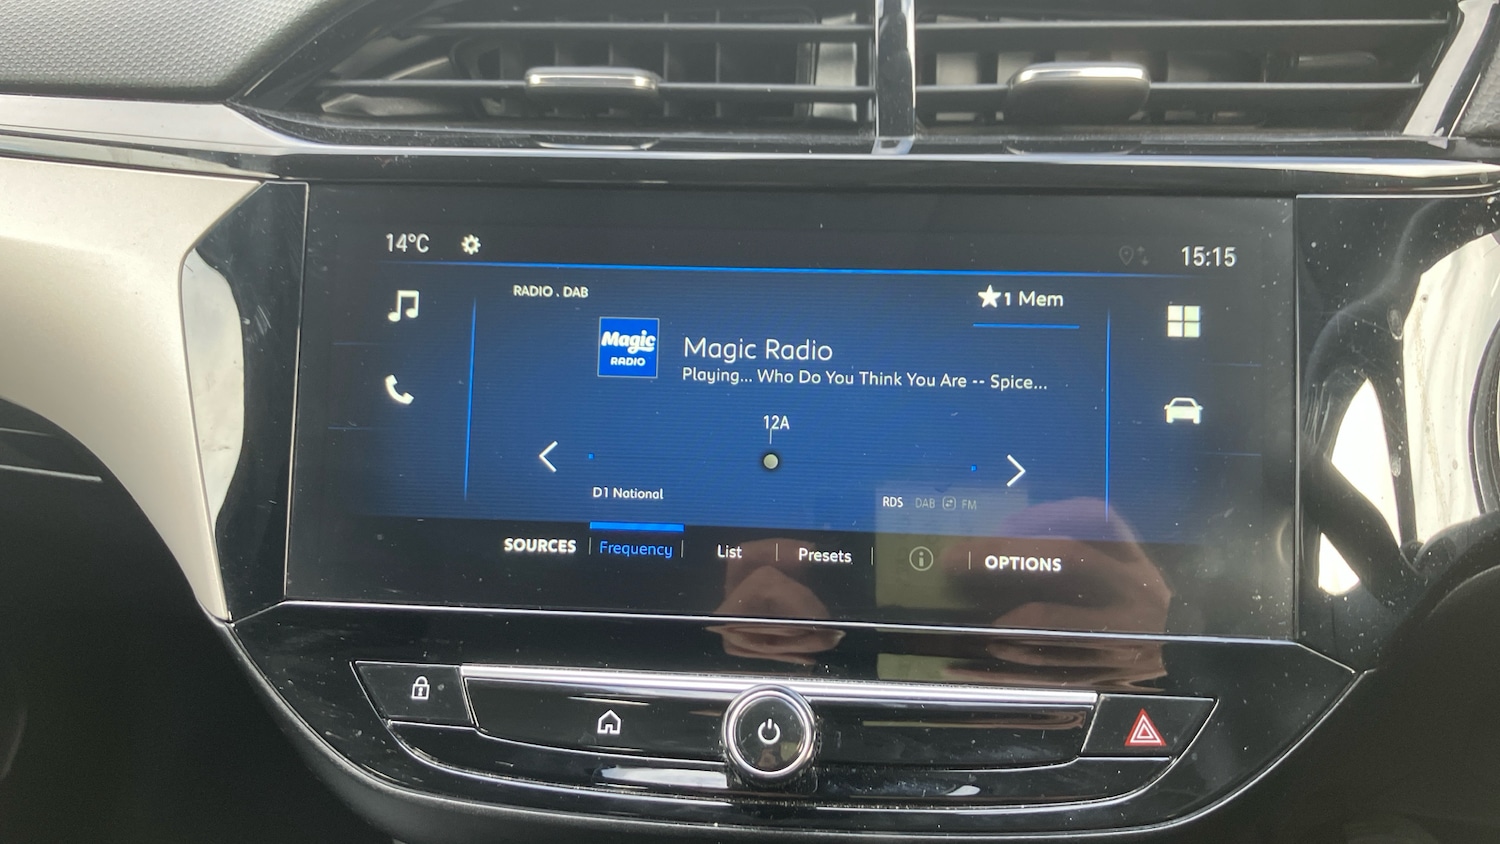 14°C
15:15
RADIO . DAB
1 Mem
Magic
RADIO
Magic Radio
Playing... Who Do You Think You Are -- Spice...
12A
D1 National
RDS DAB FM
SOURCES Frequency List Presets OPTIONS